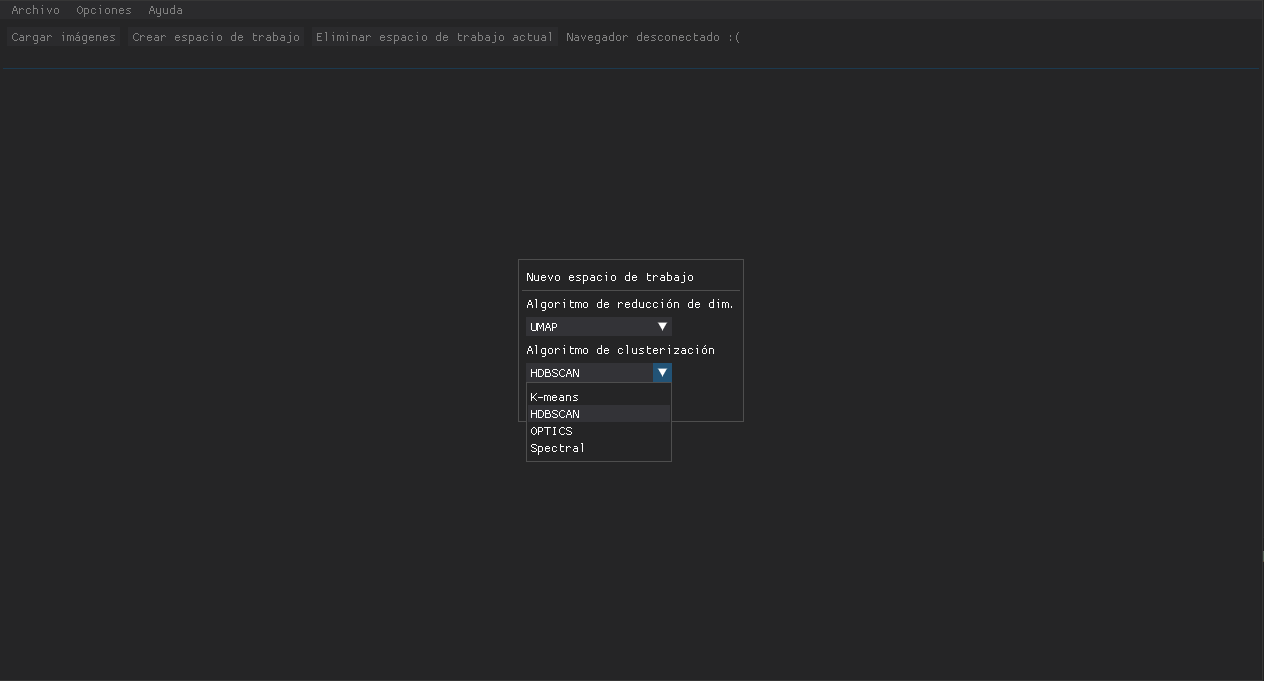 Archivo Opciones Ayuda
Cargar imágenes Crear espacio de trabajo Eliminar espacio de trabajo actual Navegador desconectado :(
Nuevo espacio de trabajo
Algoritmo de reducción de dim.
UMAP
Algoritmo de clusterización
HDBSCAN
K-means
HDBSCAN
OPTICS
Spectral